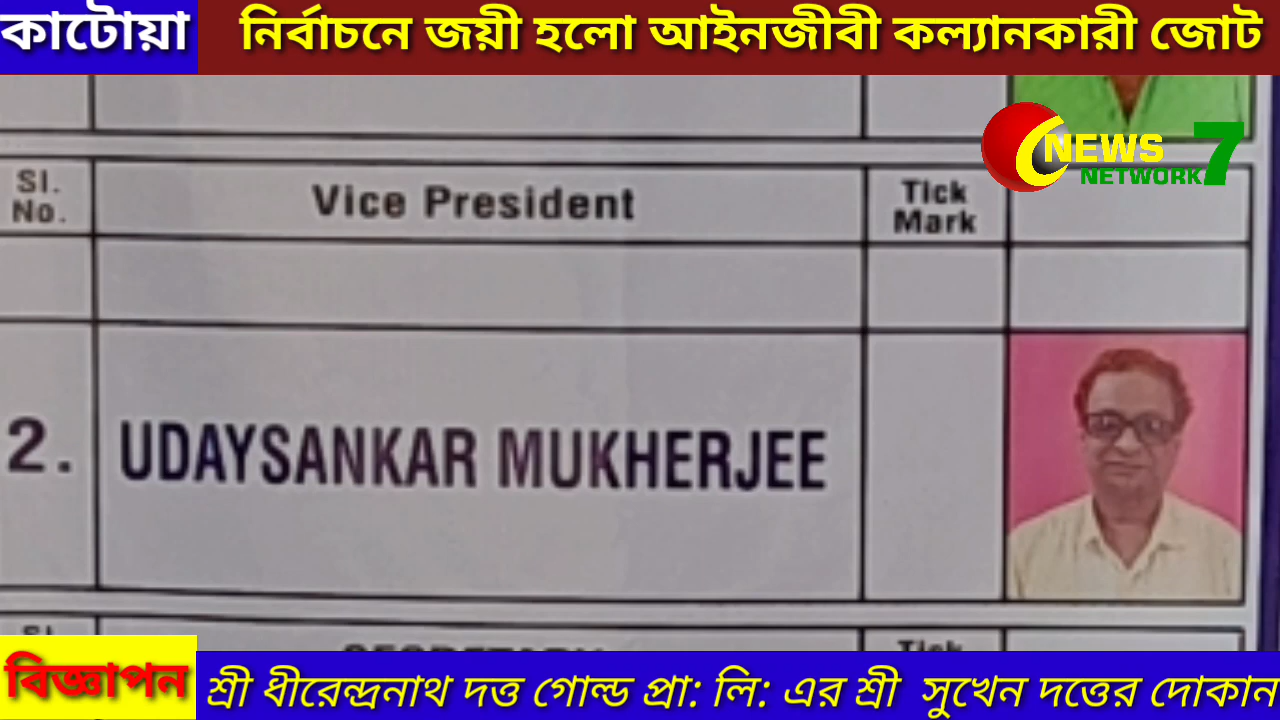 কাটোয়া
নির্বাচনে জয়ী হলো আইনজীবী কল্যানকারী জোট
NEWS 7
NETWORK
Sl. No.
Vice President
Tick Mark
2.
UDAYSANKAR MUKHERJEE
বিজ্ঞাপন
শ্রী ধীরেন্দ্রনাথ দত্ত গোল্ড প্রা: লি: এর শ্রী সুখেন দত্তের দোকান